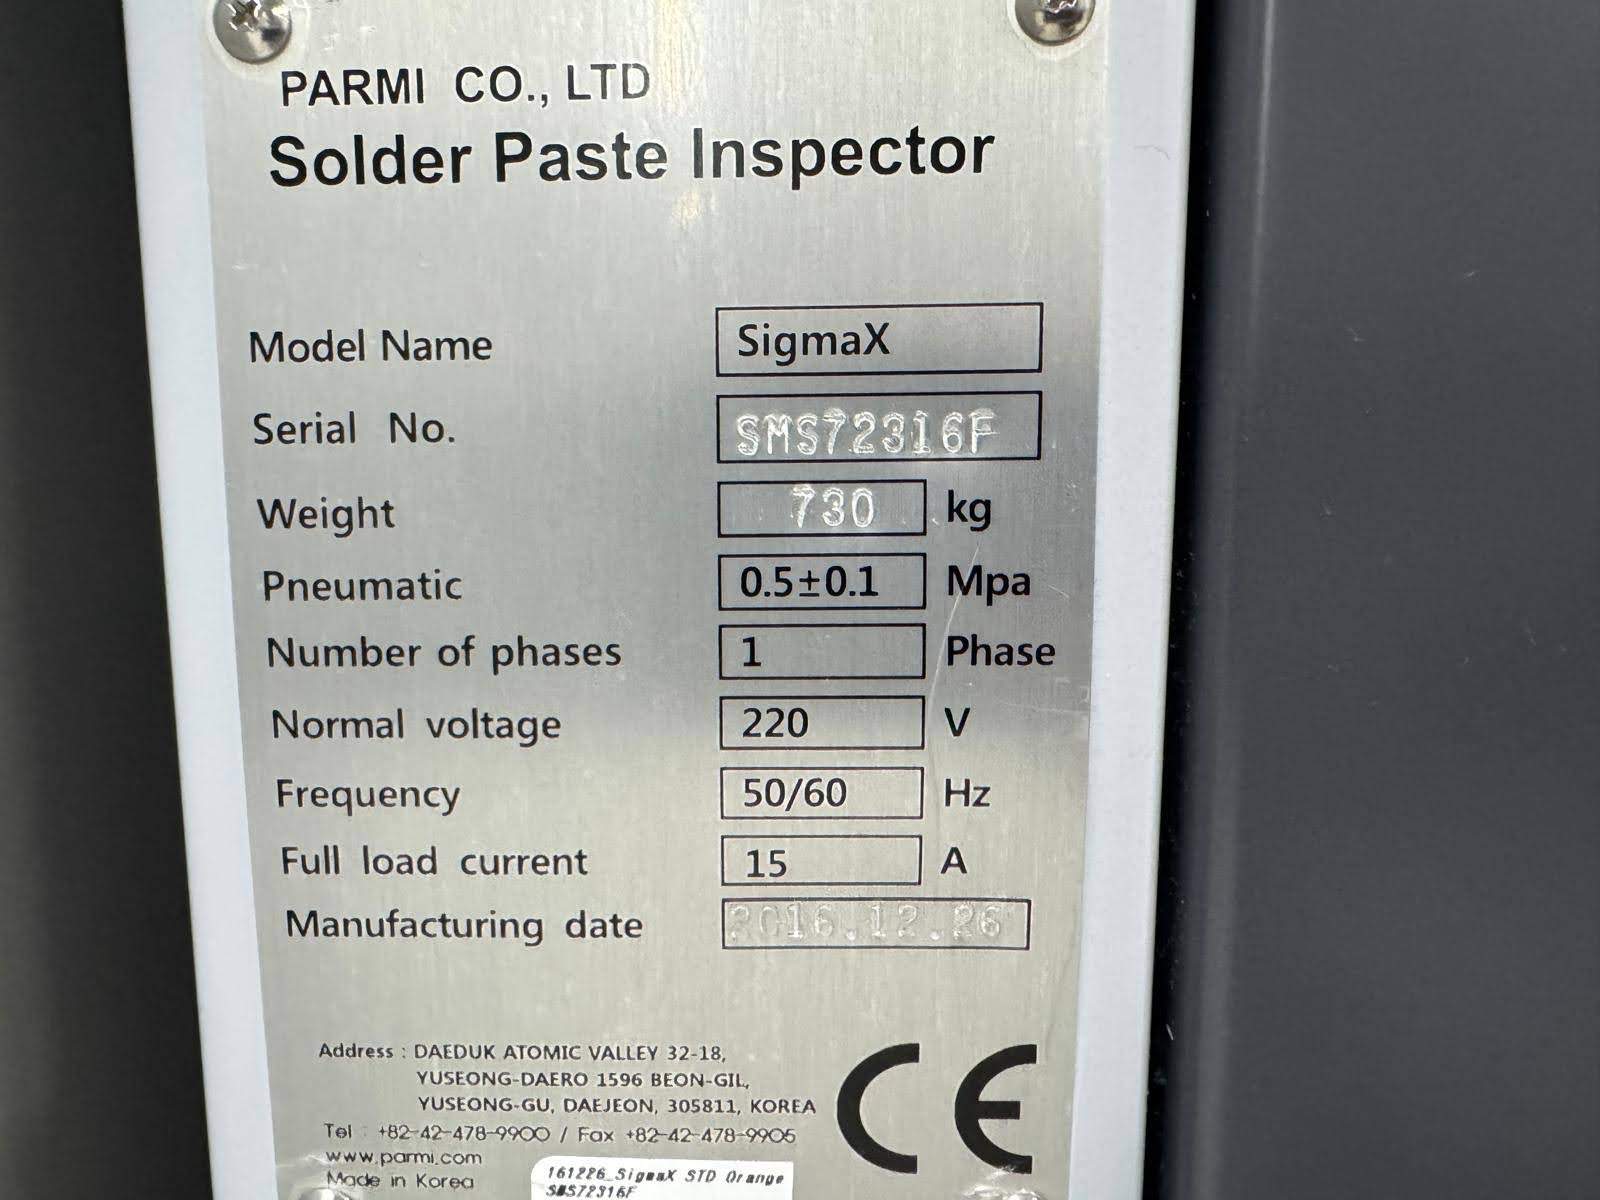 PARMI CO., LTD
Solder Paste Inspector
Model Name SigmaX
Serial No. SMS72316F
Weight 730 kg
Pneumatic 0.5±0.1 Mpa
Number of phases 1 Phase
Normal voltage 220 V
Frequency 50/60 Hz
Full load current 15 A
Manufacturing date 2016.12.26
Address : DAEDUK ATOMIC VALLEY 32-18,
YUSEONG-DAERO 1596 BEON-GIL,
YUSEONG-GU, DAEJEON, 305811, KOREA
Tel : +82-42-478-9900 / Fax +82-42-478-9905
www.parmi.com
Made in Korea
CE
161226_SigmaX STD Orange
SMS72316F